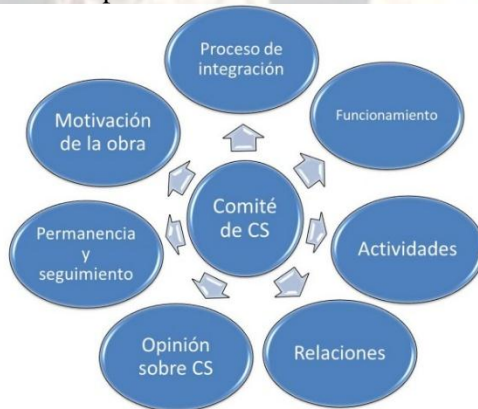 Proceso de
integración
Funcionamiento
Actividades
Relaciones
Opinión
sobre CS
Permanencia
y
seguimiento
Motivación
de la obra
Comité
de CS